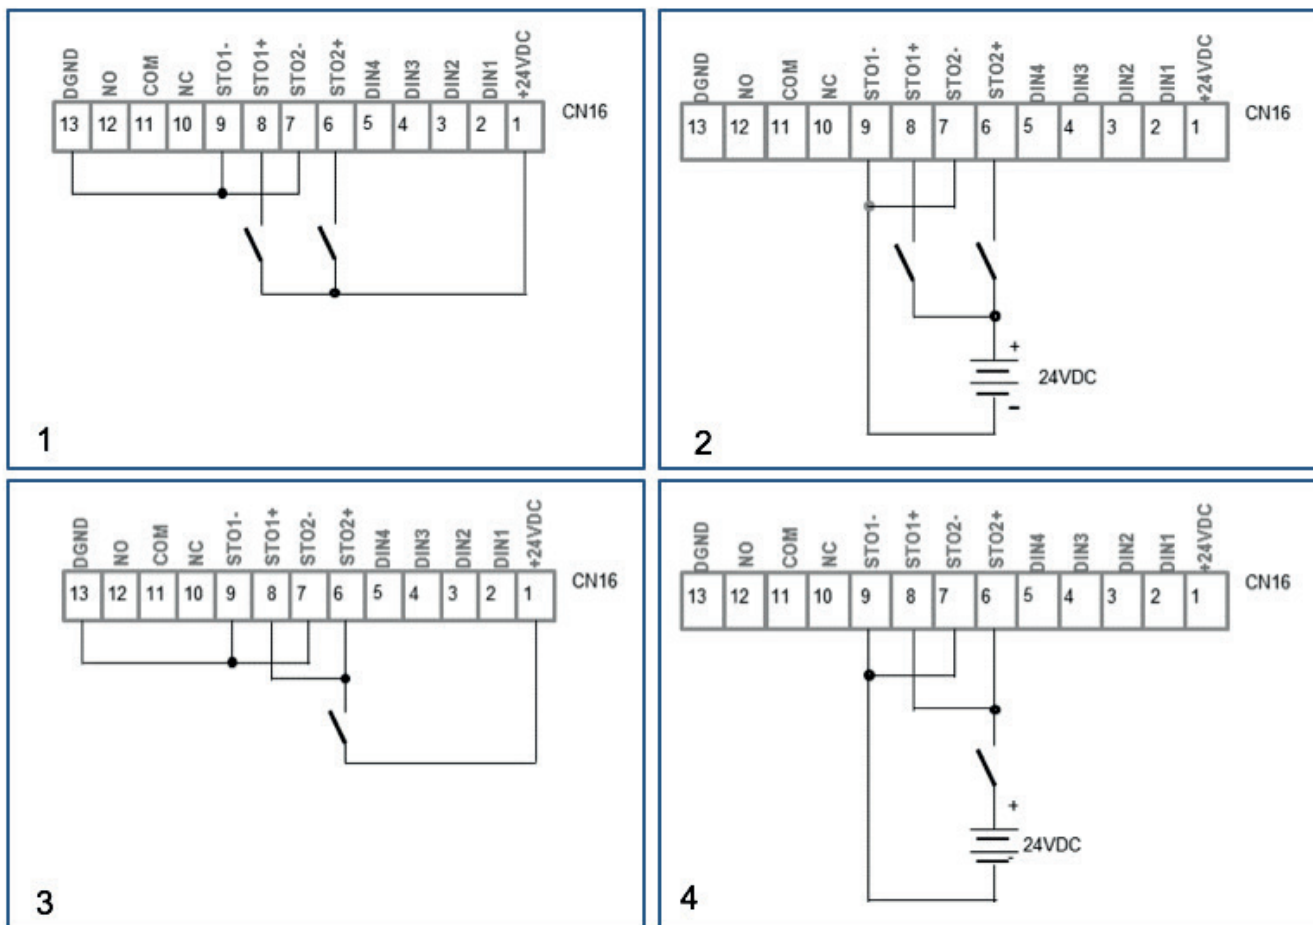 DGND NO COM NC STO1- STO1+ STO2- STO2+ DIN4 DIN3 DIN2 DIN1 +24VDC
13 12 11 10 9 8 7 6 5 4 3 2 1 CN16
1
DGND NO COM NC STO1- STO1+ STO2- STO2+ DIN4 DIN3 DIN2 DIN1 +24VDC
13 12 11 10 9 8 7 6 5 4 3 2 1 CN16
+
24VDC
-
2
DGND NO COM NC STO1- STO1+ STO2- STO2+ DIN4 DIN3 DIN2 DIN1 +24VDC
13 12 11 10 9 8 7 6 5 4 3 2 1 CN16
3
DGND NO COM NC STO1- STO1+ STO2- STO2+ DIN4 DIN3 DIN2 DIN1 +24VDC
13 12 11 10 9 8 7 6 5 4 3 2 1 CN16
+
24VDC
-
4